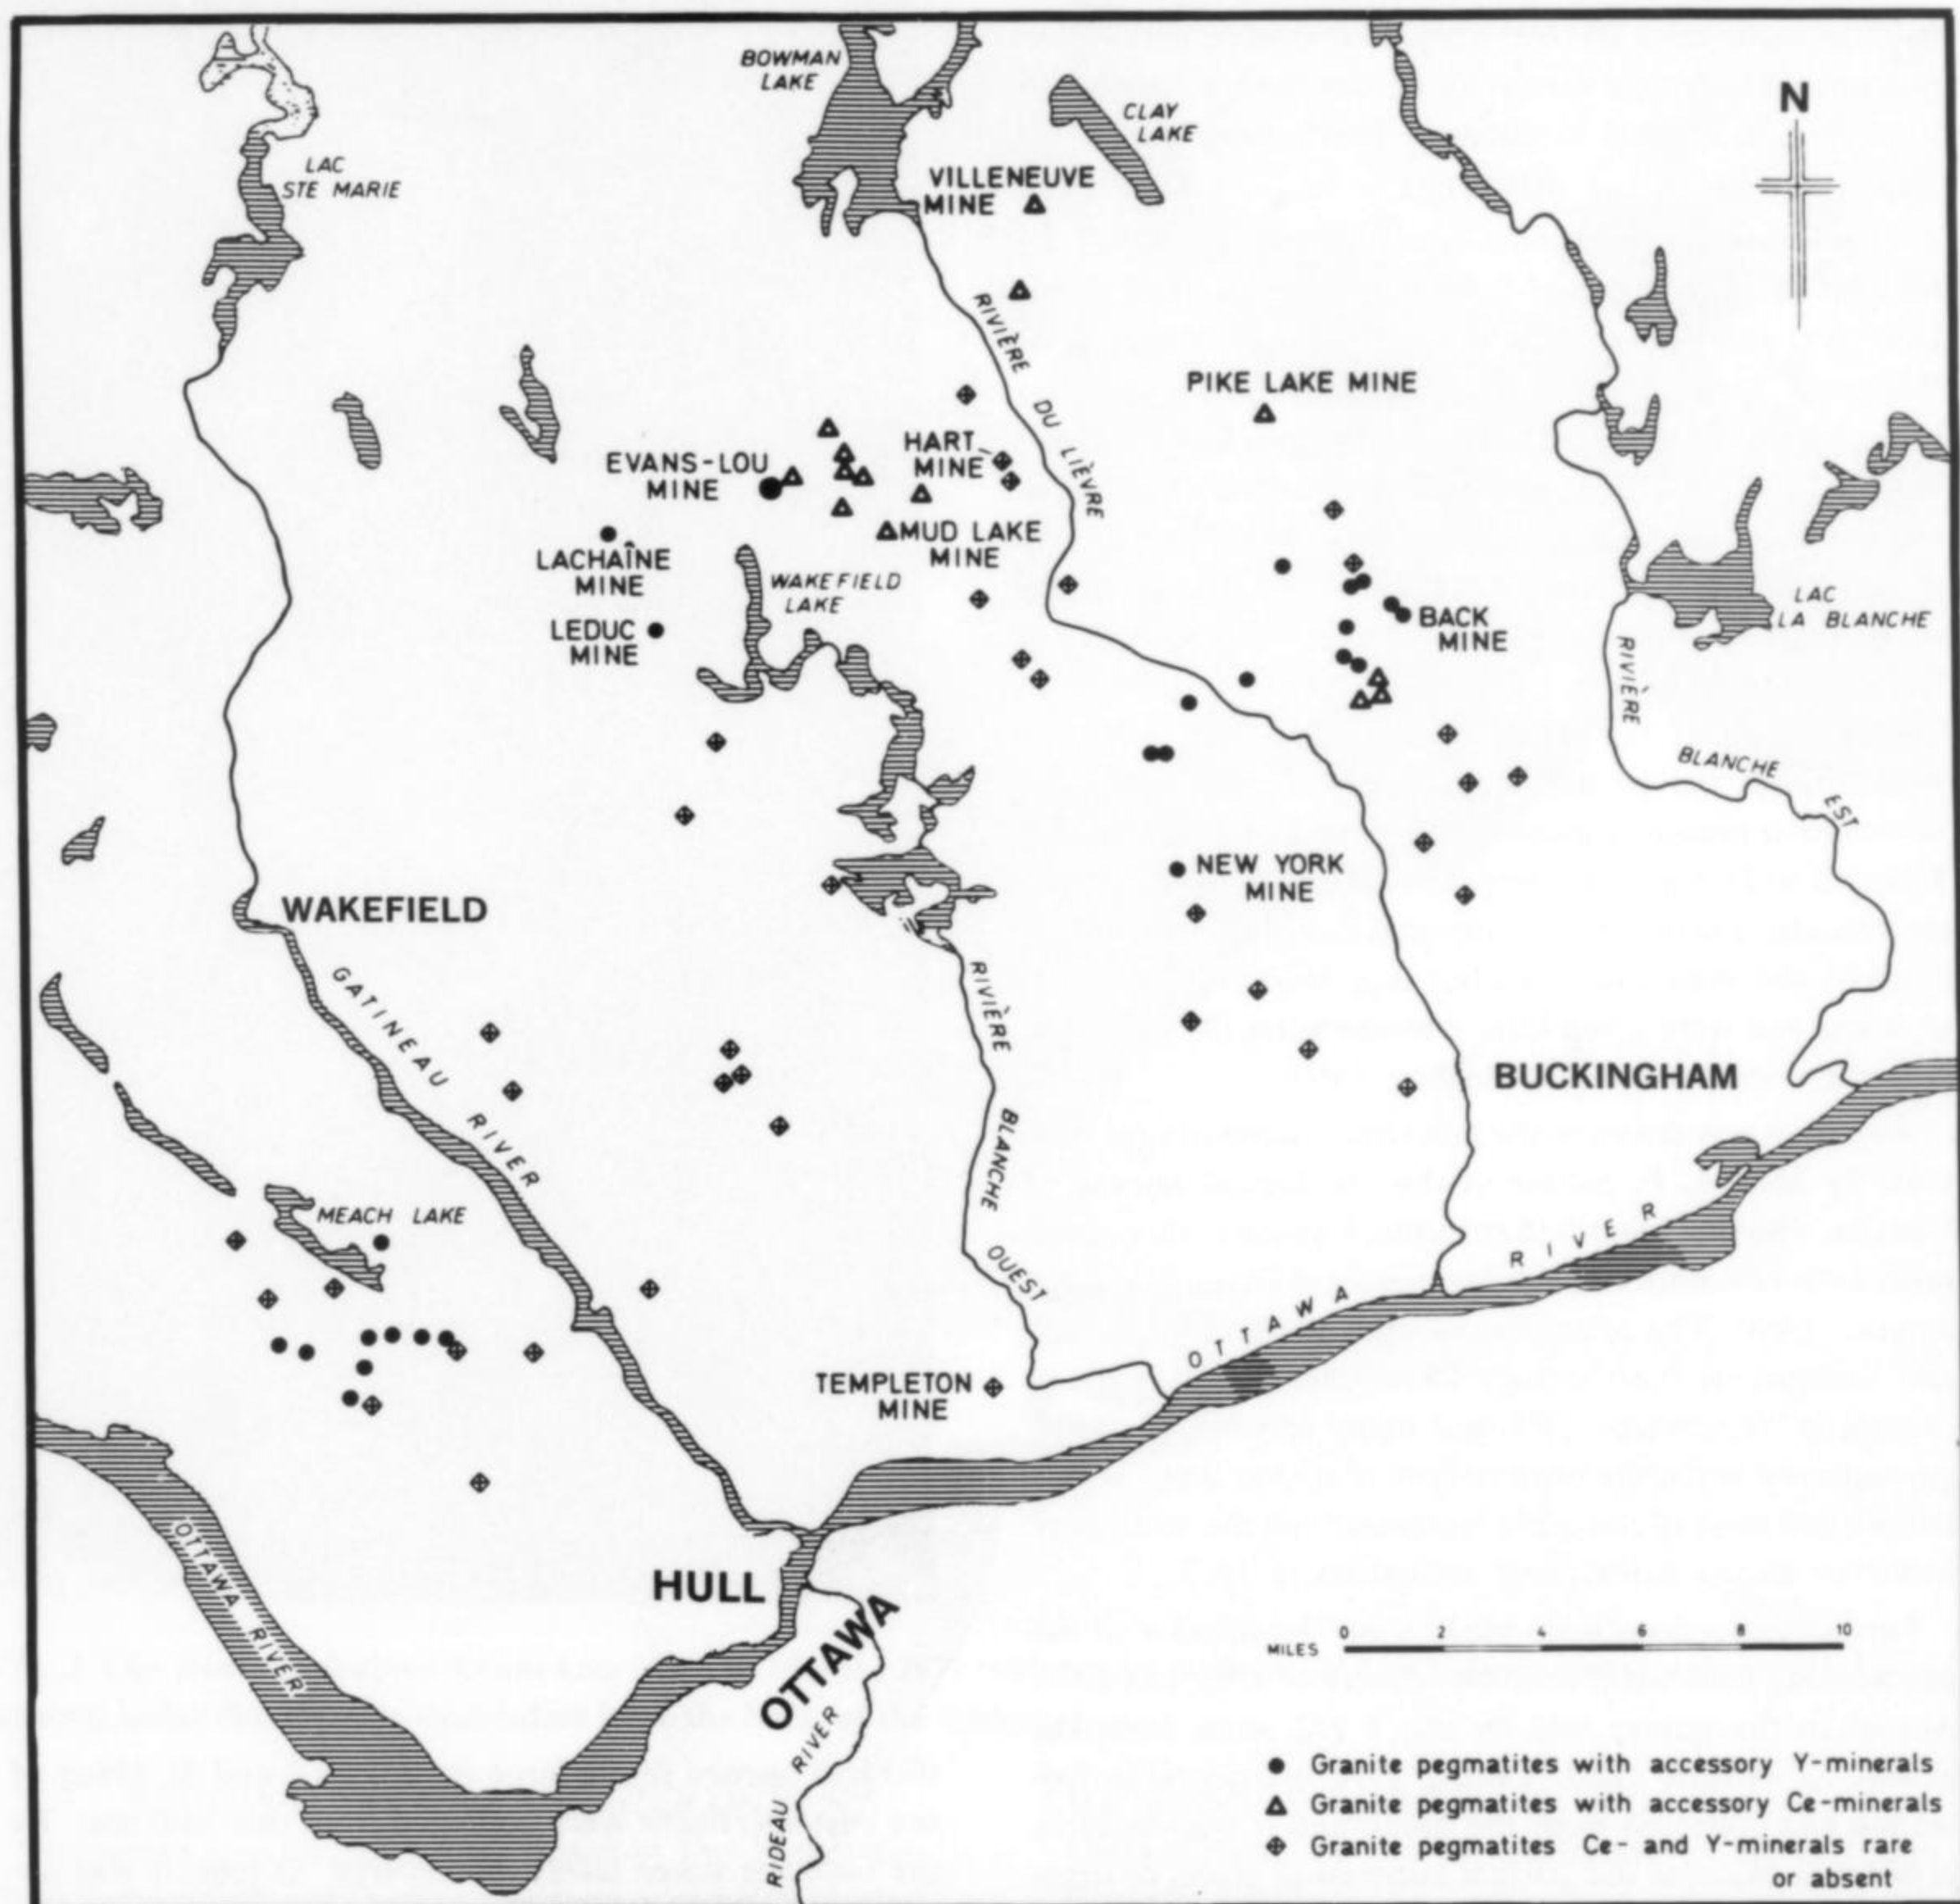 BOWMAN
LAKE
CLAY
LAKE
N
LAC
STE MARIE
VILLENEUVE
MINE
RIVIÈRE DU LIÈVRE
PIKE LAKE MINE
HART
MINE
EVANS-LOU
MINE
MUD LAKE
MINE
LACHAÎNE
MINE
WAKEFIELD
LAKE
LEDUC
MINE
BACK
MINE
LAC
LA BLANCHE
RIVIÈRE BLANCHE EST
NEW YORK
MINE
WAKEFIELD
GATINEAU RIVER
RIVIÈRE BLANCHE OUEST
BUCKINGHAM
MEACH LAKE
OTTAWA RIVER
TEMPLETON
MINE
OTTAWA RIVER
HULL
OTTAWA
RIDEAU RIVER
MILES 0 2 4 6 8 10
Granite pegmatites with accessory Y-minerals
Granite pegmatites with accessory Ce-minerals
Granite pegmatites Ce- and Y-minerals rare
or absent